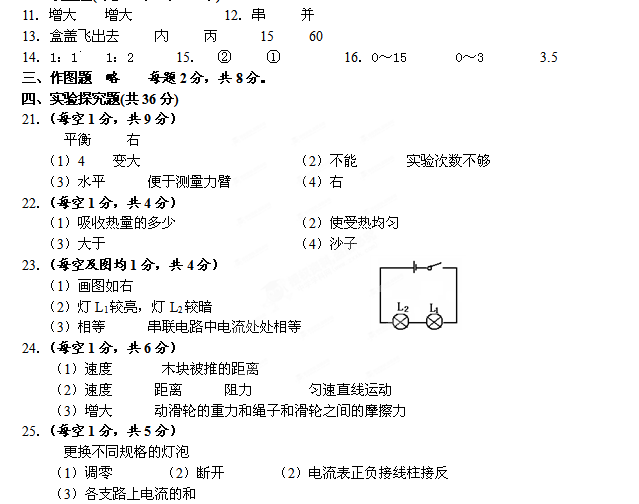 11. 增大 增大 12. 串 并
13. 盒盖飞出去 内 丙 15 60
14. 1：1 1：2 15. ② ① 16. 0～15 0～3 3.5
三、作图题 略 每题2分，共8分。
四、实验探究题(共36分)
21.（每空1分，共9分）
平衡 右
（1）4 变大 （2）不能 实验次数不够
（3）水平 便于测量力臂 （4）右
22.（每空1分，共4分）
（1）吸收热量的多少 （2）使受热均匀
（3）大于 （4）沙子
23.（每空及图均1分，共4分）
（1）画图如右
（2）灯L₁较亮，灯L₂较暗
L₂ L₁
（3）相等 串联电路中电流处处相等
24.（每空1分，共6分）
（1）速度 木块被推的距离
（2）速度 距离 阻力 匀速直线运动
（3）增大 动滑轮的重力和绳子和滑轮之间的摩擦力
25.（每空1分，共5分）
更换不同规格的灯泡
（1）调零 （2）断开 （2）电流表正负接线柱接反
（3）各支路上电流的和